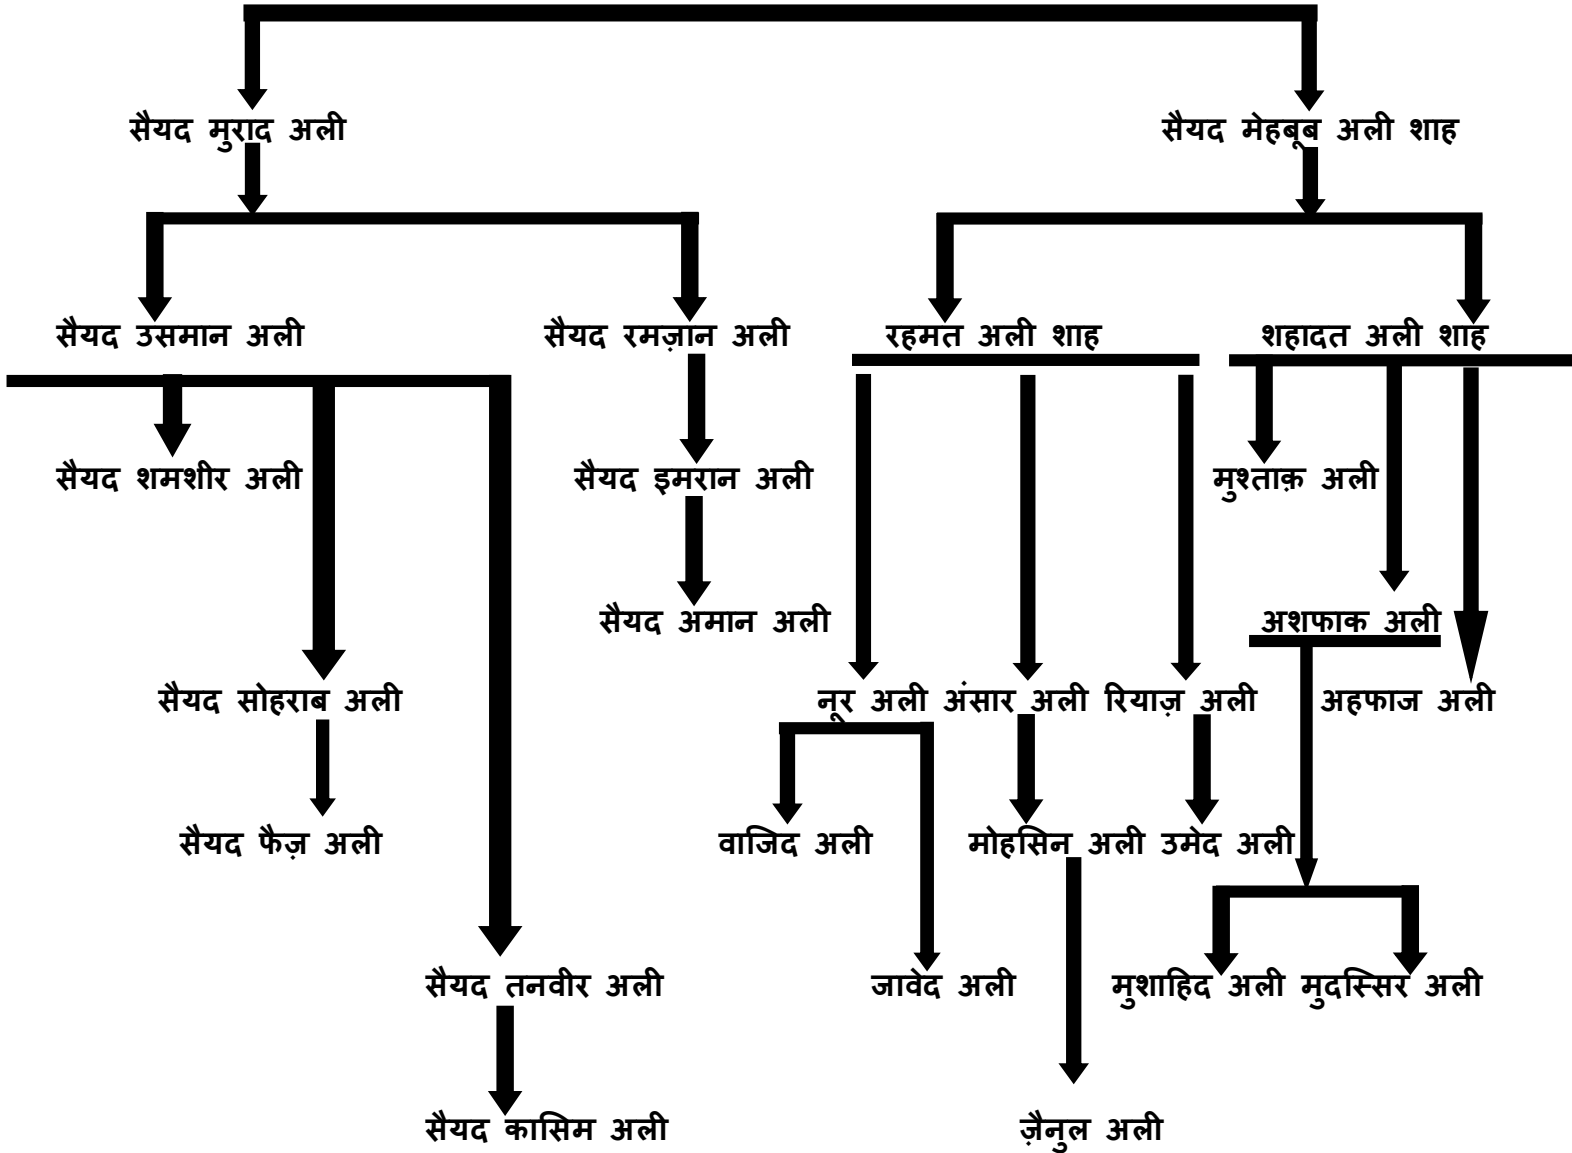 सैयद मुराद अली सैयद मेहबूब अली शाह
सैयद उसमान अली सैयद रमज़ान अली रहमत अली शाह शहादत अली शाह
सैयद शमशीर अली सैयद इमरान अली मुश्ताक़ अली
सैयद अमान अली अशफाक अली
सैयद सोहराब अली नूर अली अंसार अली रियाज़ अली अहफाज अली
सैयद फैज़ अली वाजिद अली मोहसिन अली उमेद अली
सैयद तनवीर अली जावेद अली मुशाहिद अली मुदस्सिर अली
सैयद कासिम अली ज़ैनुल अली